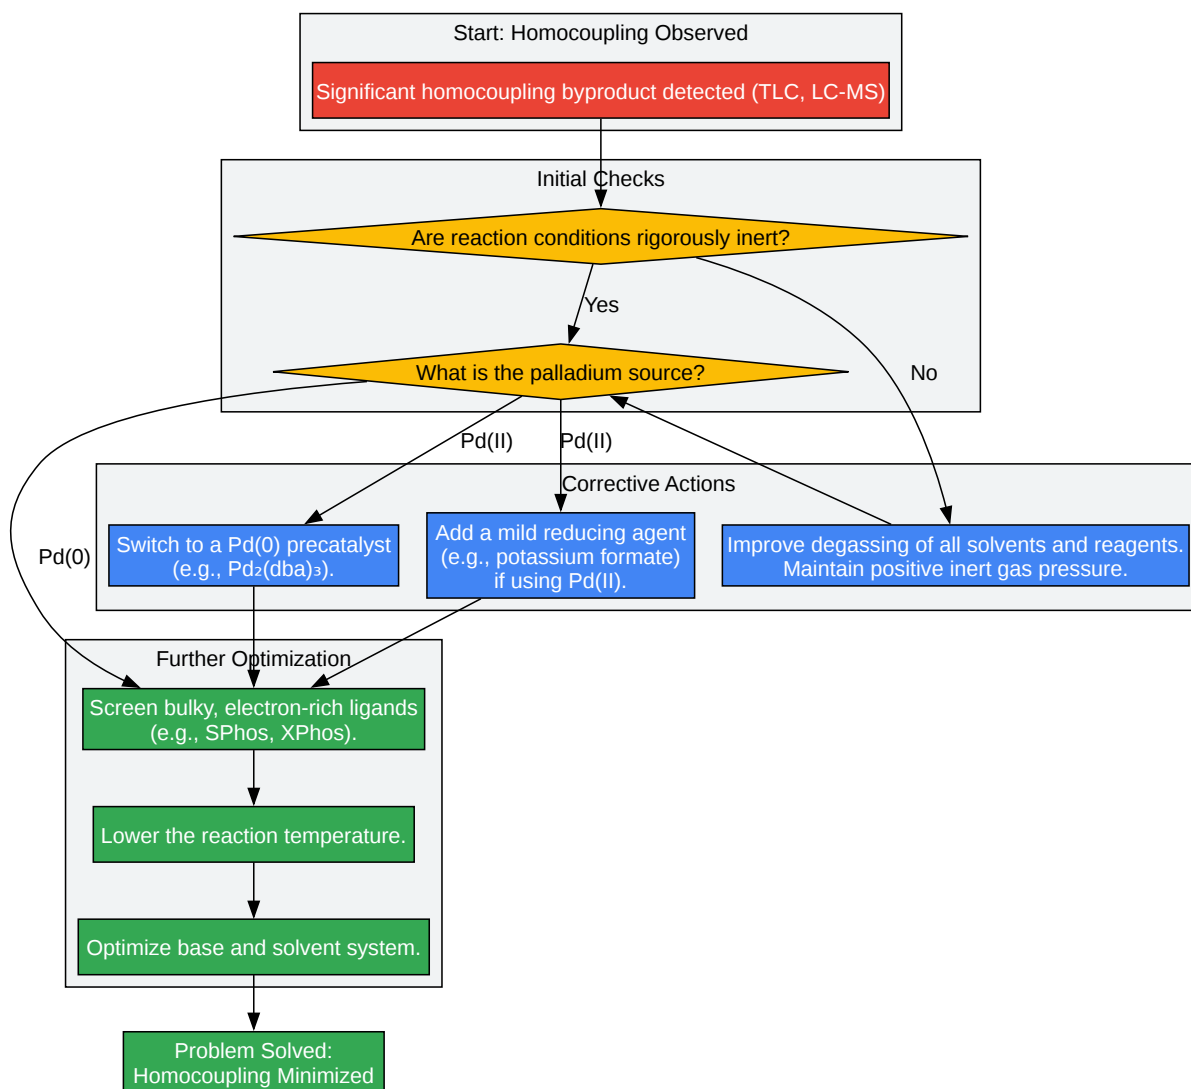 Start: Homocoupling Observed
Significant homocoupling byproduct detected (TLC, LC-MS)
Initial Checks
Are reaction conditions rigorously inert?
Yes
What is the palladium source?
No
Pd(II)
Pd(II)
Corrective Actions
Pd(0)
Switch to a Pd(0) precatalyst
(e.g., Pd₂(dba)₃).
Add a mild reducing agent
(e.g., potassium formate)
if using Pd(II).
Improve degassing of all solvents and reagents.
Maintain positive inert gas pressure.
Further Optimization
Screen bulky, electron-rich ligands
(e.g., SPhos, XPhos).
Lower the reaction temperature.
Optimize base and solvent system.
Problem Solved:
Homocoupling Minimized